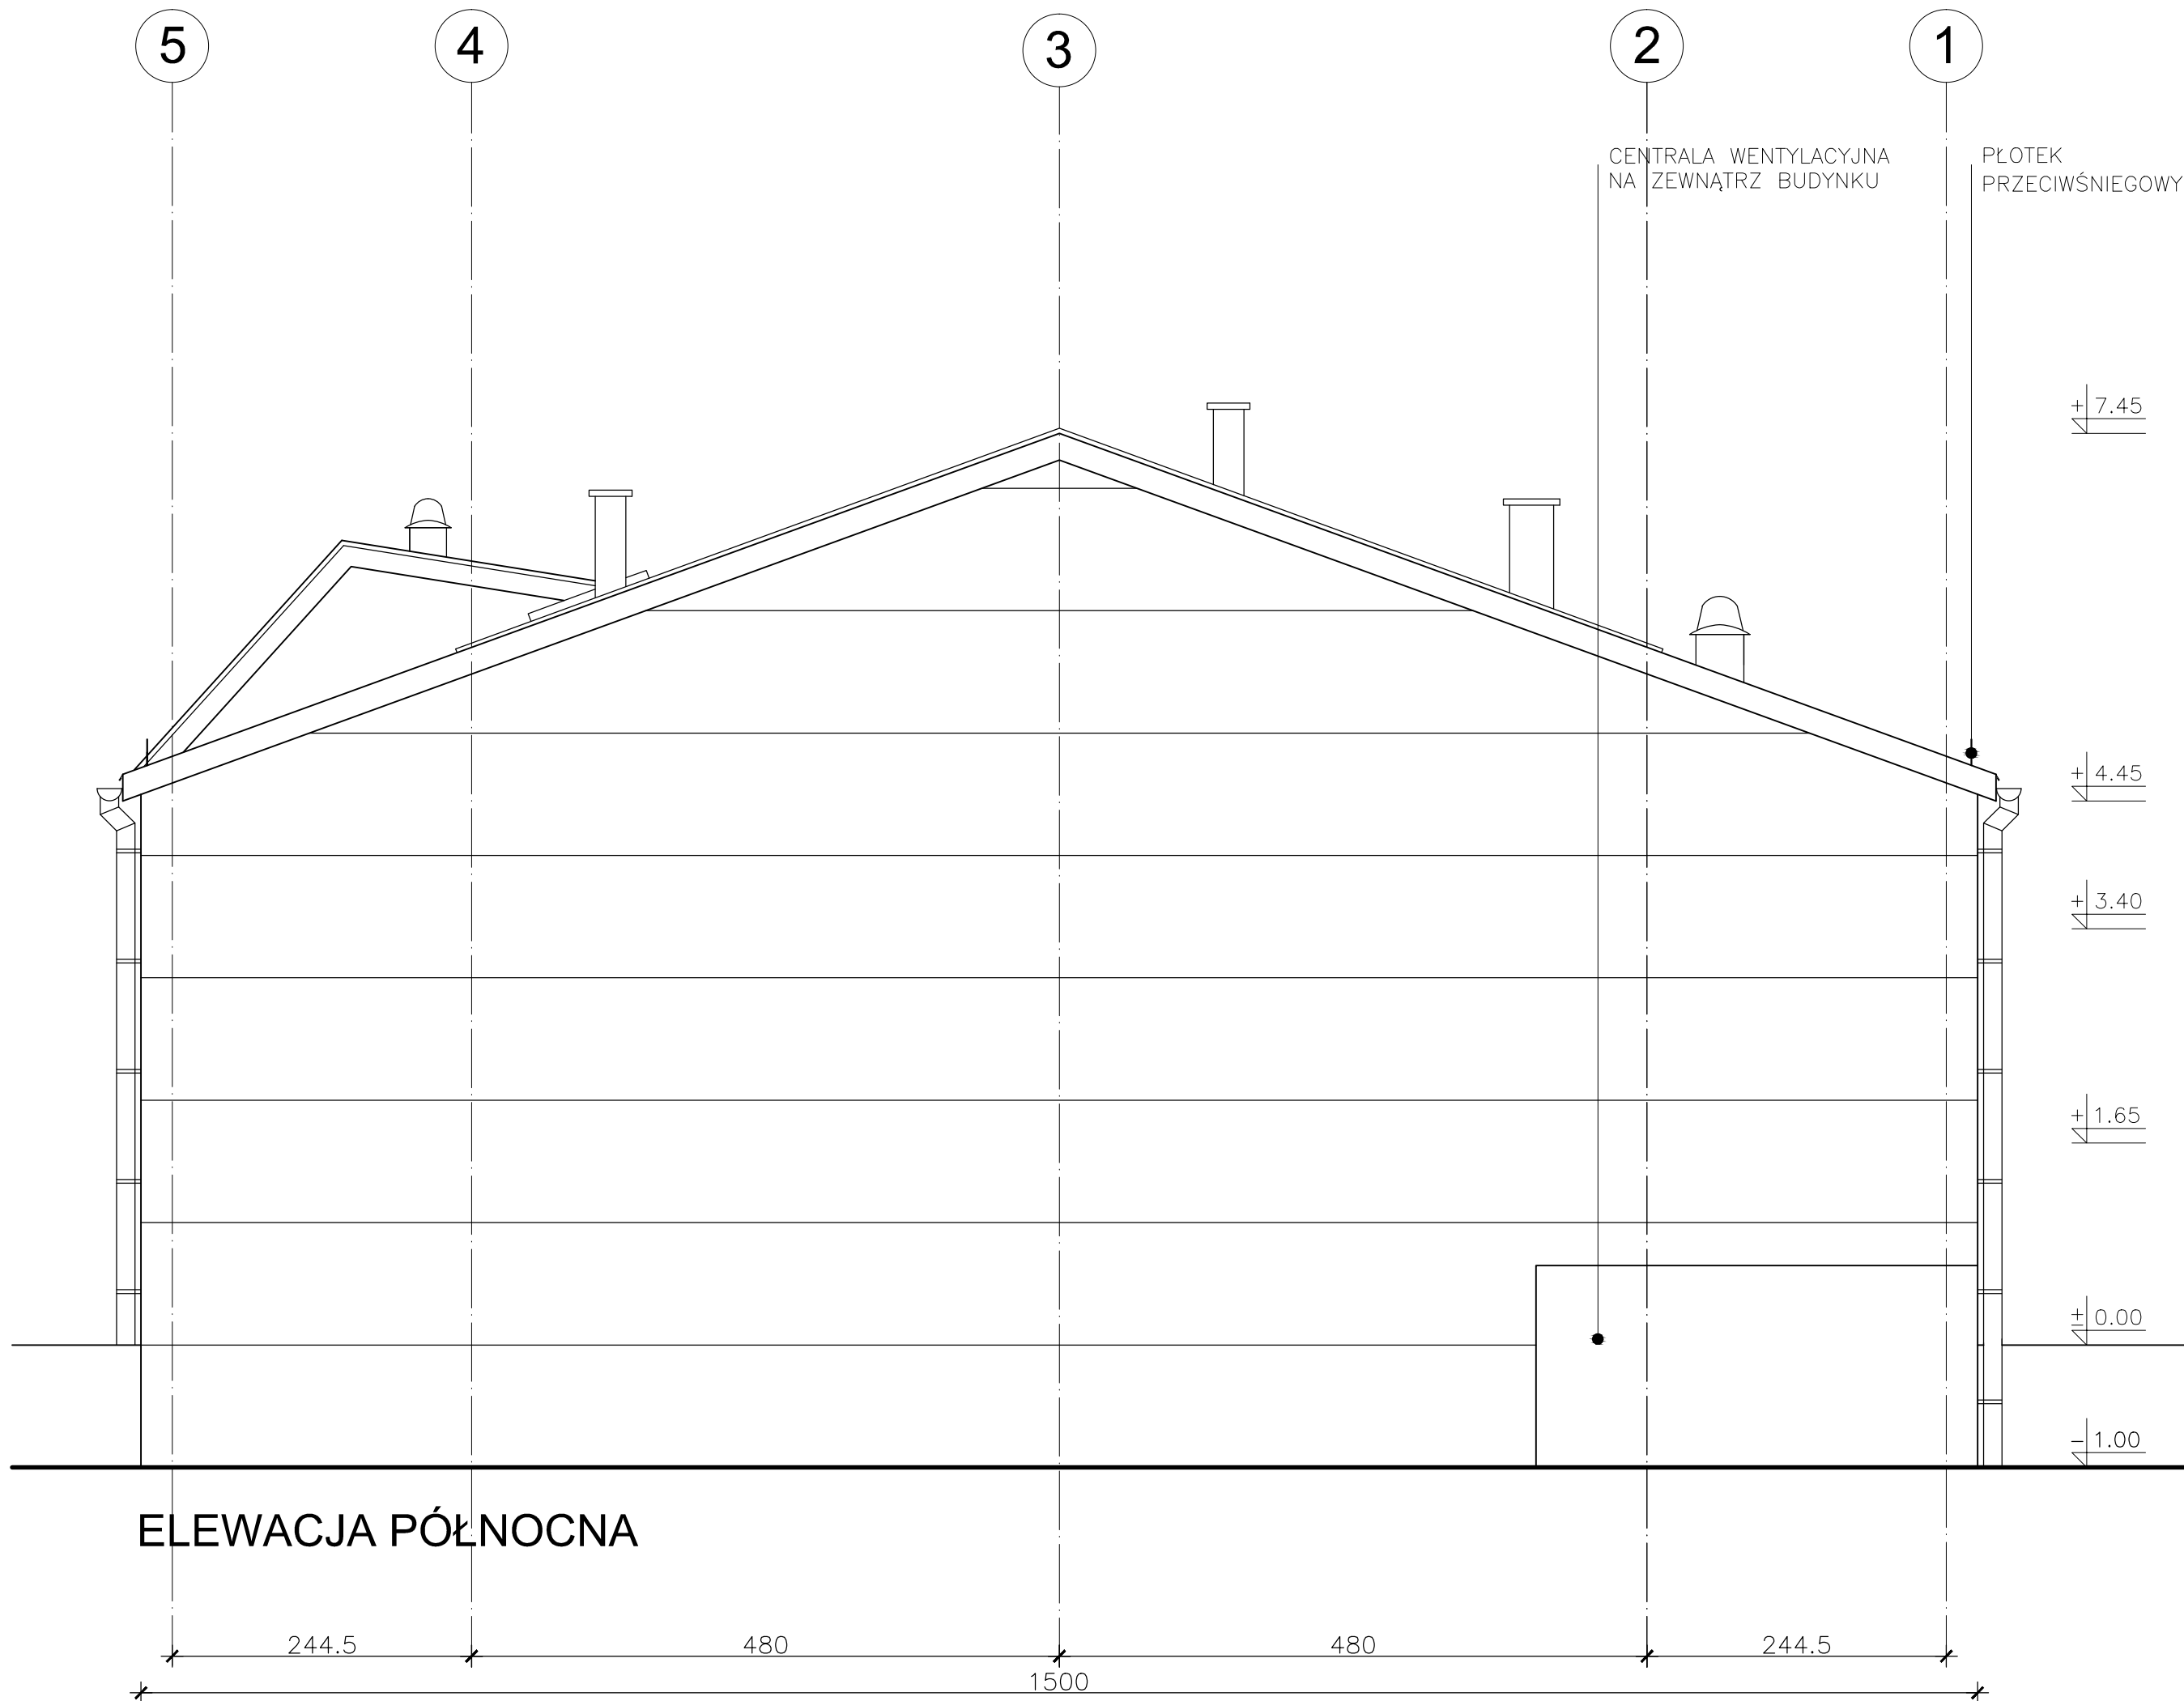 5 4 3 2 1
CENTRALA WENTYLACYJNA
NA ZEWNĄTRZ BUDYNKU
PŁOTEK
PRZECIWŚNIEGOWY
+ 7.45
+ 4.45
+ 3.40
+ 1.65
± 0.00
− 1.00
ELEWACJA PÓŁNOCNA
244.5 480 480 244.5
1500